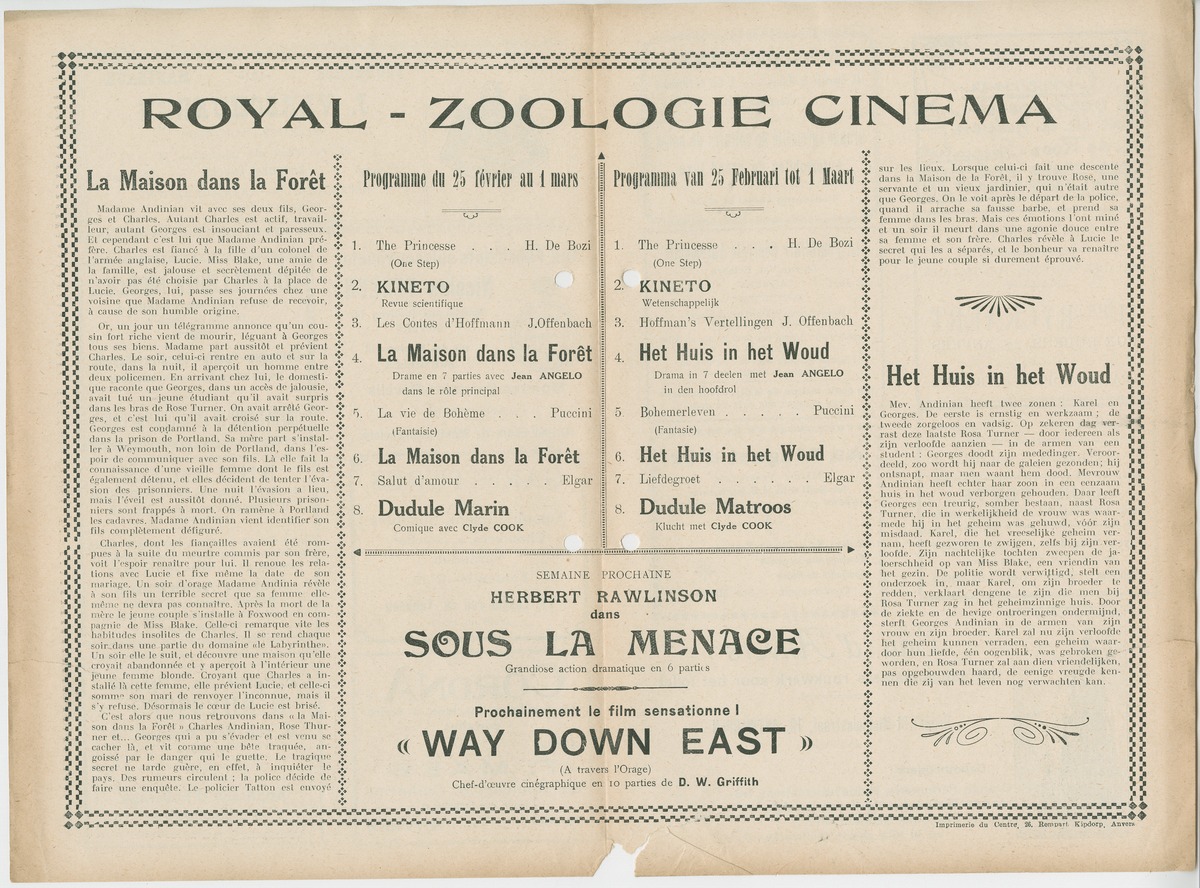 ROYAL - ZOOLOGIE CINEMA
La Maison dans la Forêt
Madame Andinian vit avec ses deux fils, Geor-
ges et Charles. Autant Charles est actif, travail-
leur, autant Georges est insouciant et paresseux.
Et cependant c'est lui que Madame Andinian pré-
fère. Charles est fiancé à la fille d'un colonel de
l'armée anglaise, Lucie. Miss Blake, une amie de
la famille, est jalouse et secrètement dépitée de
n'avoir pas été choisie par Charles à la place de
Lucie. Georges, lui, passe ses journées chez une
voisine que Madame Andinian refuse de recevoir,
à cause de son humble origine.
Or, un jour un télégramme annonce qu'un cou-
sin fort riche vient de mourir, léguant à Georges
tous ses biens. Madame part aussitôt et prévient
Charles. Le soir, celui-ci rentre en auto et sur la
route, dans la nuit, il aperçoit un homme entre
deux policemen. En arrivant chez lui, le domesti-
que raconte que Georges, dans un accès de jalousie,
avait tué un jeune étudiant qu'il avait surpris
dans les bras de Rose Turner. On avait arrêté Geor-
ges, et c'est lui qu'il avait croisé sur la route.
Georges est condamné à la détention perpétuelle
dans la prison de Portland. Sa mère part s'instal-
ler à Weymouth, non loin de Portland, dans l'es-
poir de communiquer avec son fils. Là elle fait la
connaissance d'une vieille femme dont le fils est
également détenu, et elles décident de tenter l'éva-
sion des prisonniers. Une nuit l'évasion a lieu,
mais l'éveil est aussitôt donné. Plusieurs prison-
niers sont frappés à mort. On ramène à Portland
les cadavres. Madame Andinian vient identifier son
fils complètement défiguré.
Charles, dont les fiançailles avaient été rom-
pues à la suite du meurtre commis par son frère,
voit l'espoir renaître pour lui. Il renoue les rela-
tions avec Lucie et fixe même la date de son
mariage. Un soir d'orage Madame Andinia révèle
à son fils un terrible secret que sa femme elle-
même ne devra pas connaître. Après la mort de la
mère le jeune couple s'installe à Foxwood en com-
pagnie de Miss Blake. Celle-ci remarque vite les
habitudes insolites de Charles. Il se rend chaque
soir dans une partie du domaine «le Labyrinthe».
Un soir elle le suit, et découvre une maison qu'elle
croyait abandonnée et y aperçoit à l'intérieur une
jeune femme blonde. Croyant que Charles a in-
stallé là cette femme, elle prévient Lucie, et celle-ci
somme son mari de renvoyer l'inconnue, mais il
s'y refuse. Désormais le cœur de Lucie est brisé.
C'est alors que nous retrouvons dans «la Mai-
son dans la Forêt» Charles Andinian, Rose Thur-
ner et... Georges qui a pu s'évader et est venu se
cacher là, et vit comme une bête traquée, an-
goissé par le danger qui le guette. Le tragique
secret ne tarde guère, en effet, à inquiéter le
pays. Des rumeurs circulent ; la police décide de
faire une enquête. Le policier Tatton est envoyé
Programme du 25 février au 1 mars
1. The Princesse . . . H. De Bozi
(One Step)
2. KINETO
Revue scientifique
3. Les Contes d'Hoffmann J.Offenbach
4. La Maison dans la Forêt
Drame en 7 parties avec Jean ANGELO
dans le rôle principal
5. La vie de Bohème . . . Puccini
(Fantaisie)
6. La Maison dans la Forêt
7. Salut d'amour . . . . . Elgar
8. Dudule Marin
Comique avec Clyde COOK
Programma van 25 Februari tot 1 Maart
1. The Princesse . . . . H. De Bozi
(One Step)
2. KINETO
Wetenschappelijk
3. Hoffman's Vertellingen J. Offenbach
4. Het Huis in het Woud
Drama in 7 deelen met Jean ANGELO
in den hoofdrol
5 Bohemerleven . . . . . Puccini
(Fantasie)
6. Het Huis in het Woud
7. Liefdegroet . . . . . . . Elgar
8. Dudule Matroos
Klucht met Clyde COOK
SEMAINE PROCHAINE
HERBERT RAWLINSON
dans
SOUS LA MENACE
Grandiose action dramatique en 6 parties
Prochainement le film sensationnel
« WAY DOWN EAST »
(A travers l'Orage)
Chef-d'œuvre cinégraphique en 10 parties de D. W. Griffith
sur les lieux. Lorsque celui-ci fait une descente
dans la Maison de la Forêt, il y trouve Rose, une
servante et un vieux jardinier, qui n'était autre
que Georges. On le voit après le départ de la police,
quand il arrache sa fausse barbe, et prend sa
femme dans les bras. Mais ces émotions l'ont miné
et un soir il meurt dans une agonie douce entre
sa femme et son frère. Charles révèle à Lucie le
secret qui les a séparés, et le bonheur va renaître
pour le jeune couple si durement éprouvé.
Het Huis in het Woud
Mev. Andinian heeft twee zonen : Karel en
Georges. De eerste is ernstig en werkzaam ; de
tweede zorgeloos en vadsig. Op zekeren dag ver-
rast deze laatste Rosa Turner — door iedereen als
zijn verloofde aanzien — in de armen van een
student : Georges doodt zijn mededinger. Veroor-
deeld, zoo wordt hij naar de galeien gezonden; hij
ontsnapt, maar men waant hem dood. Mevrouw
Andinian heeft echter haar zoon in een eenzaam
huis in het woud verborgen gehouden. Daar leeft
Georges een treurig, somber bestaan, naast Rosa
Turner, die in werkelijkheid de vrouw was waar-
mede hij in het geheim was gehuwd, vóór zijn
misdaad. Karel, die het vreeselijke geheim ver-
nam, heeft gezworen te zwijgen, zelfs bij zijn ver-
loofde. Zijn nachtelijke tochten zweepen de ja-
loerschheid op van Miss Blake, een vriendin van
het gezin. De politie wordt verwijttigd, stelt een
onderzoek in, maar Karel, om zijn broeder te
redden, verklaart dengene te zijn die men bij
Rosa Turner zag in het geheimzinnige huis. Door
de ziekte en de hevige ontroeringen ondermijnd,
sterft Georges Andinian in de armen van zijn
vrouw en zijn broeder. Karel zal nu zijn verloofde
het geheim kunnen verraden, een geheim waar-
door hun liefde, één oogenblik, was gebroken ge-
worden, en Rosa Turner zal aan dien vriendelijken,
pas opgebouwden haard, de eenige vreugde ken-
nen die zij van het leven nog verwachten kan.
Imprimerie du Centre, 26, Rempart Kipdorp, Anvers